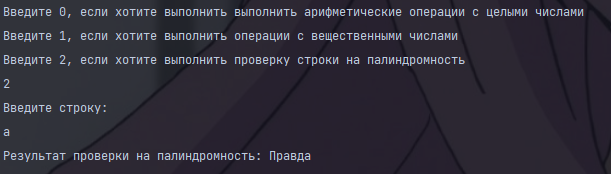 Введите 0, если хотите выполнить выполнить арифметические операции с целыми числами
Введите 1, если хотите выполнить операции с вещественными числами
Введите 2, если хотите выполнить проверку строки на палиндромность
2
Введите строку:
а
Результат проверки на палиндромность: Правда